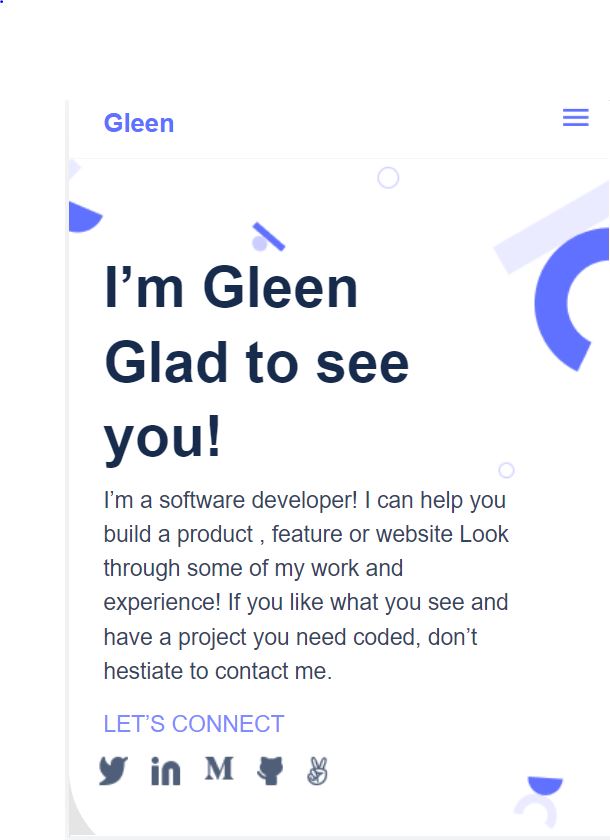 Gleen
I’m Gleen
Glad to see
you!
I’m a software developer! I can help you
build a product , feature or website Look
through some of my work and
experience! If you like what you see and
have a project you need coded, don’t
hestiate to contact me.
LET’S CONNECT